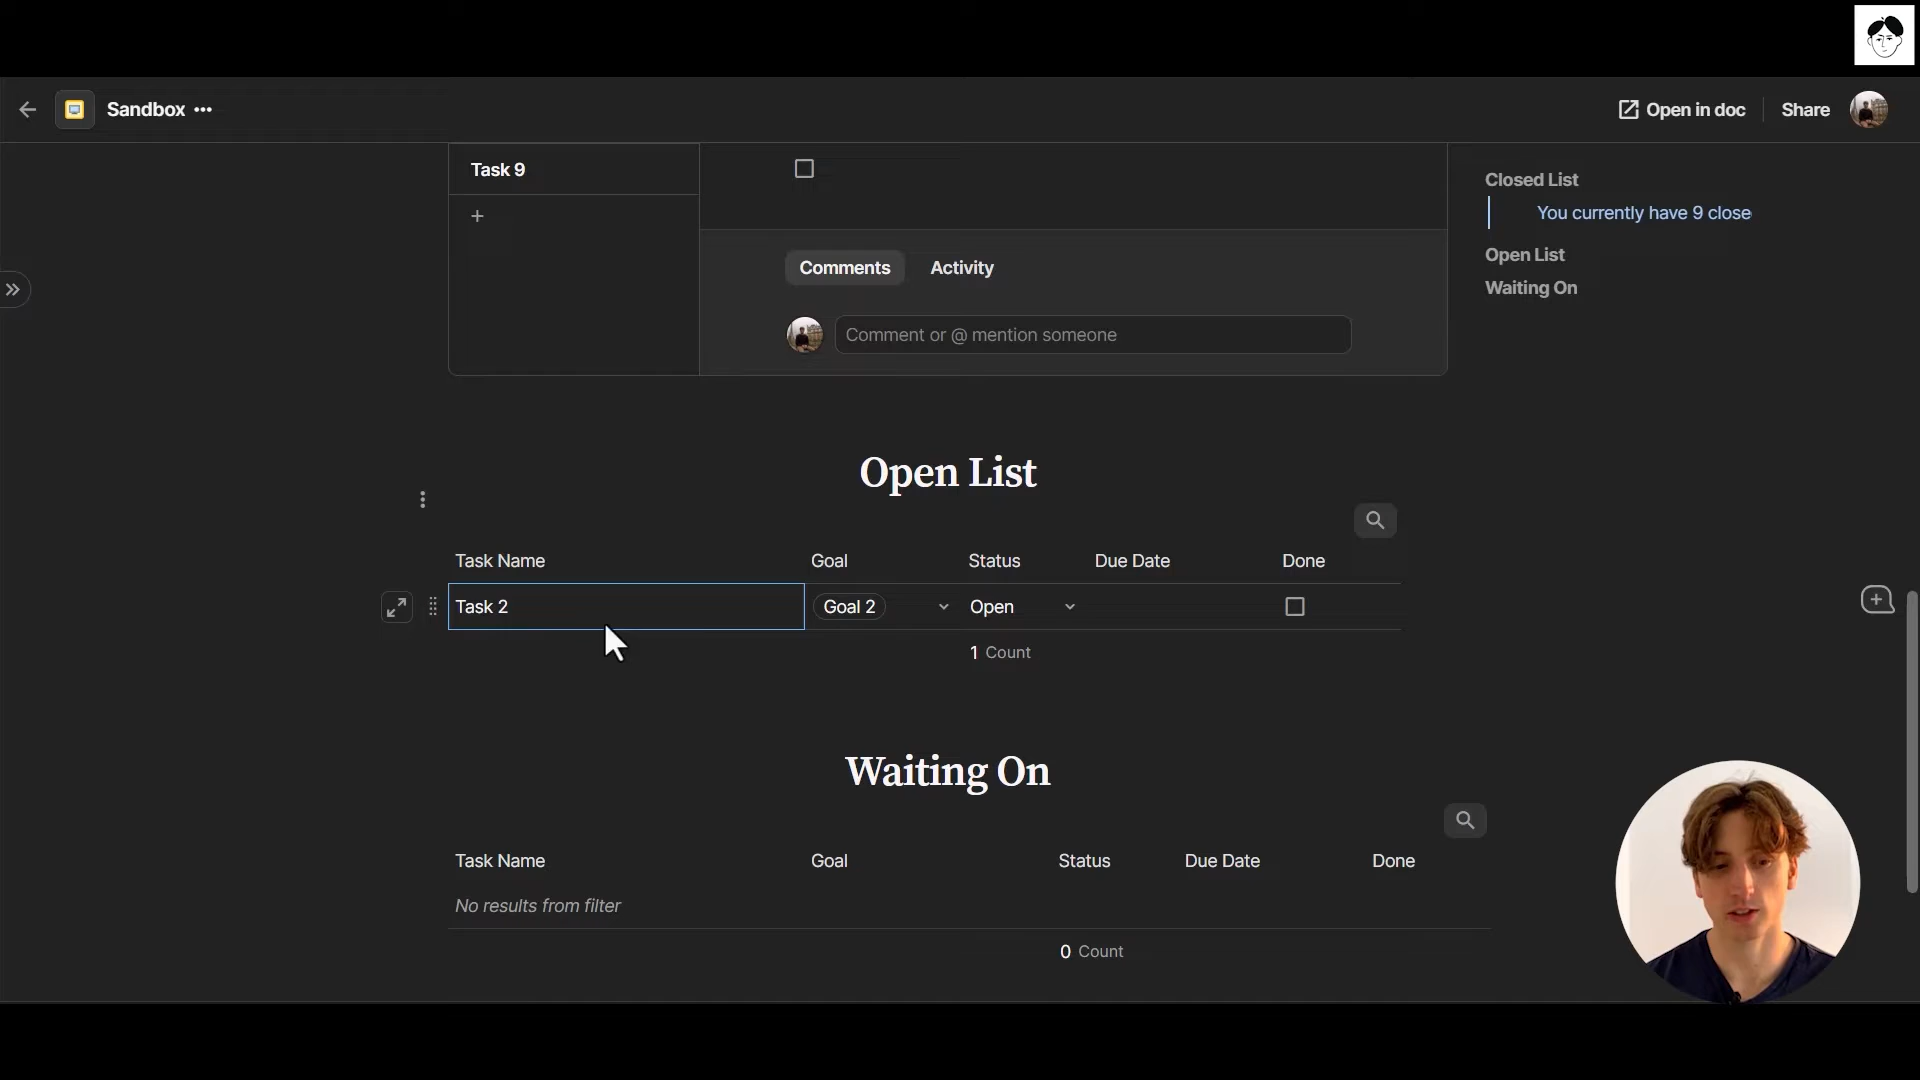 Sandbox •••
Open in doc
Share
Task 9
+
Comments
Activity
Comment or @ mention someone
Closed List
You currently have 9 close
Open List
Waiting On
Open List
Task Name
Goal
Status
Due Date
Done
Task 2
Goal 2
Open
1 Count
Waiting On
Task Name
Goal
Status
Due Date
Done
No results from filter
0 Count